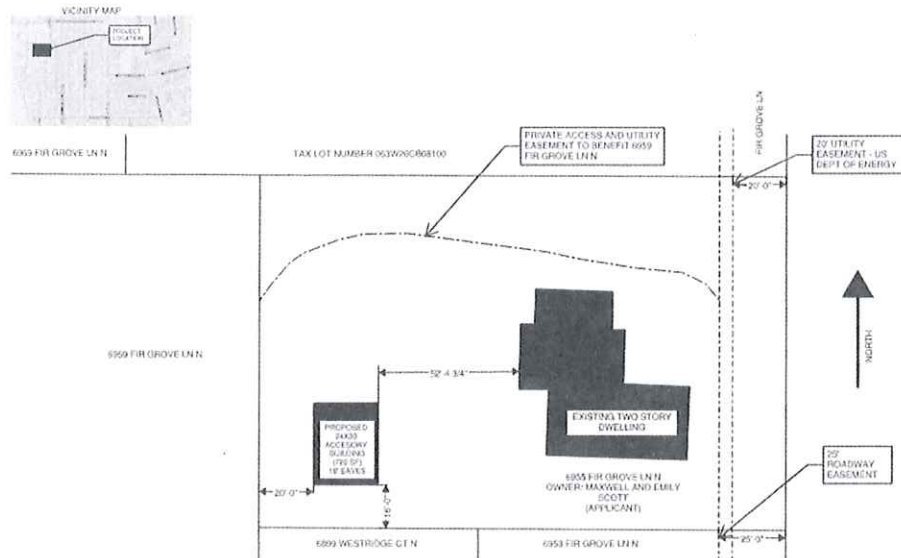 VICINITY MAP
PROJECT
LOCATION
6963 FIR GROVE LN N
TAX LOT NUMBER 063W26CB08100
PRIVATE ACCESS AND UTILITY
EASEMENT TO BENEFIT 6959
FIR GROVE LN N
FIR GROVE LN
20' UTILITY
EASEMENT - US
DEPT OF ENERGY
20'-0"
NORTH
6959 FIR GROVE LN N
52'-4 3/4"
PROPOSED
24X30
ACCESORY
BUILDING
(720 SF)
16' EAVES
EXISTING TWO STORY
DWELLING
25'
ROADWAY
EASEMENT
20'-0"
16'-0"
6955 FIR GROVE LN N
OWNER: MAXWELL AND EMILY
SCOTT
(APPLICANT)
6899 WESTRIDGE CT N
6953 FIR GROVE LN N
25'-0"